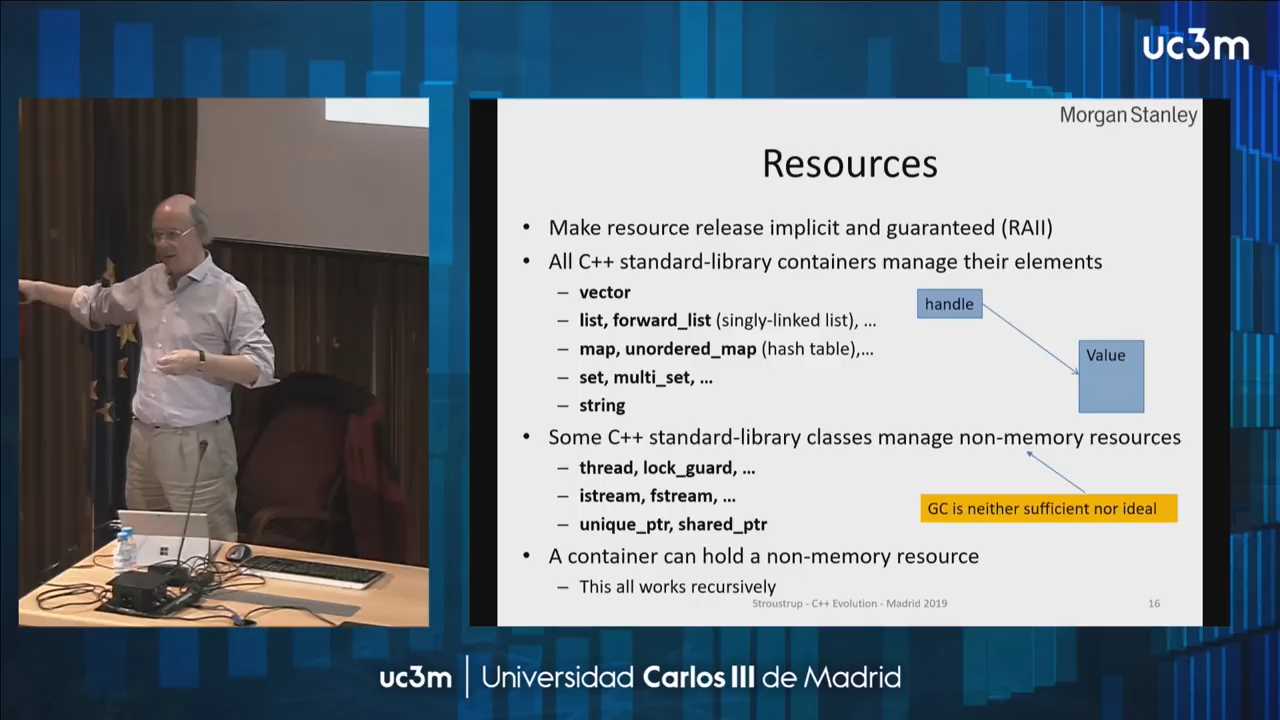 uc3m
Morgan Stanley
Resources
• Make resource release implicit and guaranteed (RAII)
• All C++ standard-library containers manage their elements
– vector
– list, forward_list (singly-linked list), ...
– map, unordered_map (hash table),...
– set, multi_set, ...
– string
handle
Value
• Some C++ standard-library classes manage non-memory resources
– thread, lock_guard, ...
– istream, fstream, ...
– unique_ptr, shared_ptr
GC is neither sufficient nor ideal
• A container can hold a non-memory resource
– This all works recursively
Stroustrup - C++ Evolution - Madrid 2019
16
uc3m | Universidad Carlos III de Madrid